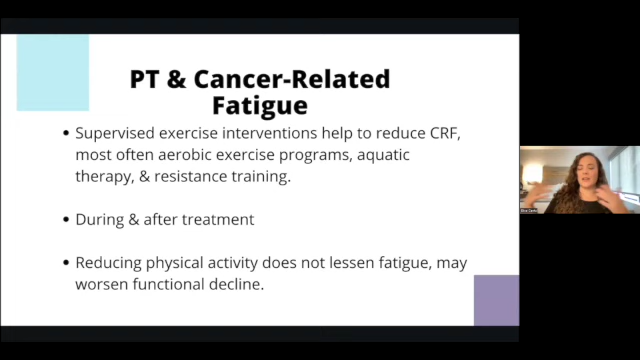 PT & Cancer-Related
Fatigue
• Supervised exercise interventions help to reduce CRF,
most often aerobic exercise programs, aquatic
therapy, & resistance training.
• During & after treatment
• Reducing physical activity does not lessen fatigue, may
worsen functional decline.